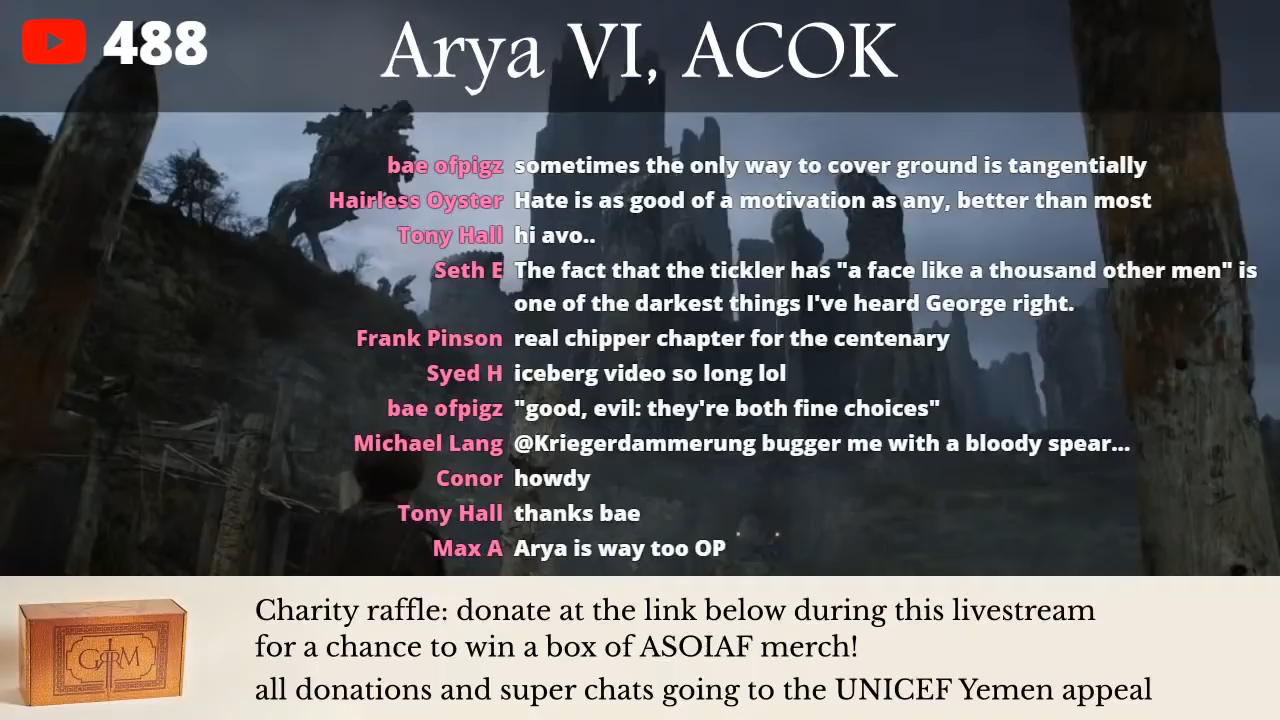 488
Arya VI, ACOK
bae ofpigz sometimes the only way to cover ground is tangentially
Hairless Oyster Hate is as good of a motivation as any, better than most
Tony Hall hi avo..
Seth E The fact that the tickler has "a face like a thousand other men" is
one of the darkest things I've heard George right.
Frank Pinson real chipper chapter for the centenary
Syed H iceberg video so long lol
bae ofpigz "good, evil: they're both fine choices"
Michael Lang @Kriegerdammerung bugger me with a bloody spear...
Conor howdy
Tony Hall thanks bae
Max A Arya is way too OP
GRRM
Charity raffle: donate at the link below during this livestream
for a chance to win a box of ASOIAF merch!
all donations and super chats going to the UNICEF Yemen appeal